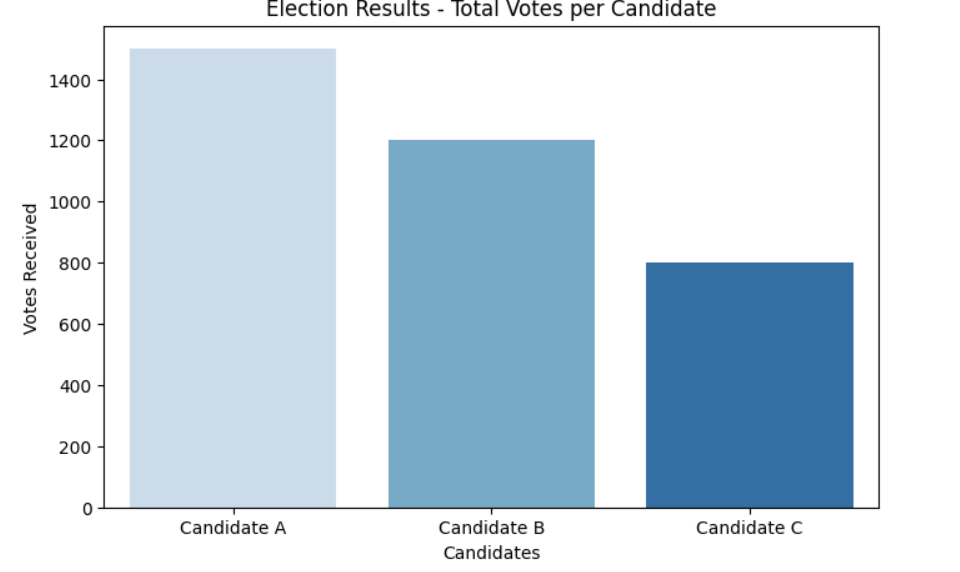 Election Results - Total Votes per Candidate
1400
1200
1000
800
600
400
200
0
Votes Received
Candidate A
Candidate B
Candidate C
Candidates